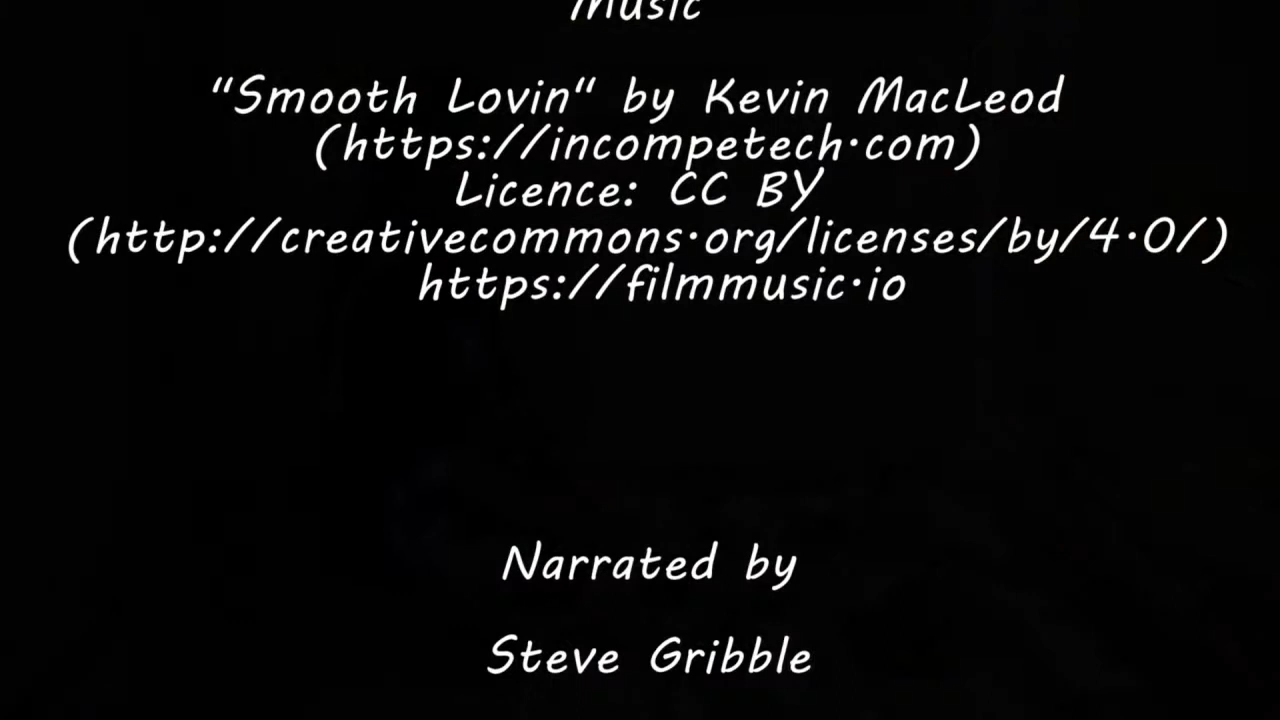 Music
“Smooth Lovin“ by Kevin MacLeod
(https://incompetech.com)
Licence: CC BY
(http://creativecommons.org/licenses/by/4.0/)
https://filmmusic.io
Narrated by
Steve Gribble